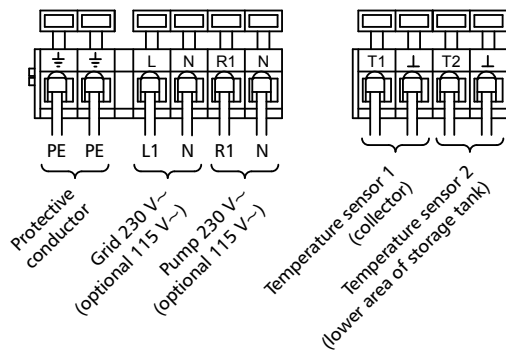 ⏚ ⏚ L N R1 N T1 ⊥ T2 ⊥
PE PE L1 N R1 N
Protective
conductor
Grid 230 V~
(optional 115 V~)
Pump 230 V~
(optional 115 V~)
Temperature sensor 1
(collector)
Temperature sensor 2
(lower area of storage tank)